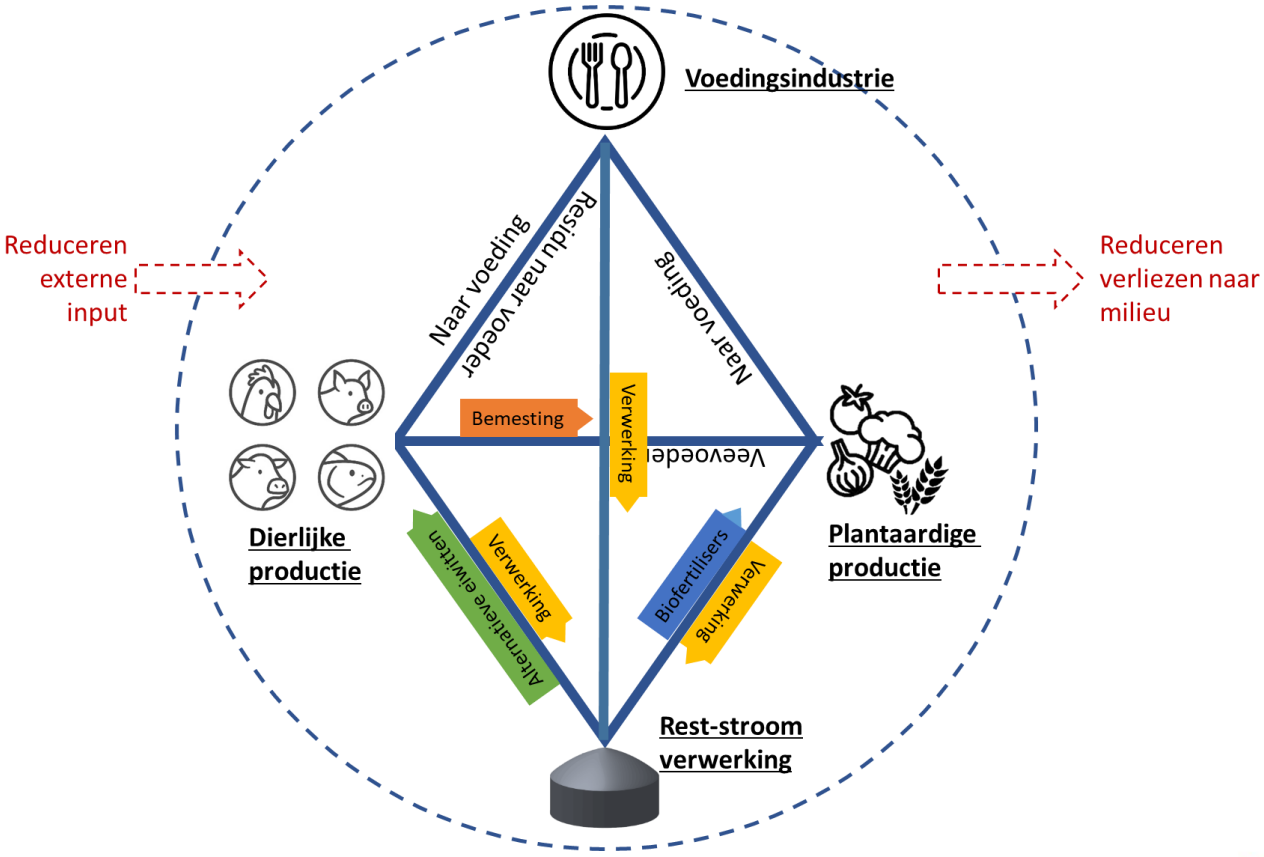 Voedingsindustrie
Reduceren
externe
input
Reduceren
verliezen naar
milieu
Naar voeding
Residu naar voeder
Naar voeding
Bemesting
Verwerking
Veevoeder
Dierlijke
productie
Plantaardige
productie
Alternatieve eiwitten
Verwerking
Biofertilisers
Verwerking
Rest-stroom
verwerking